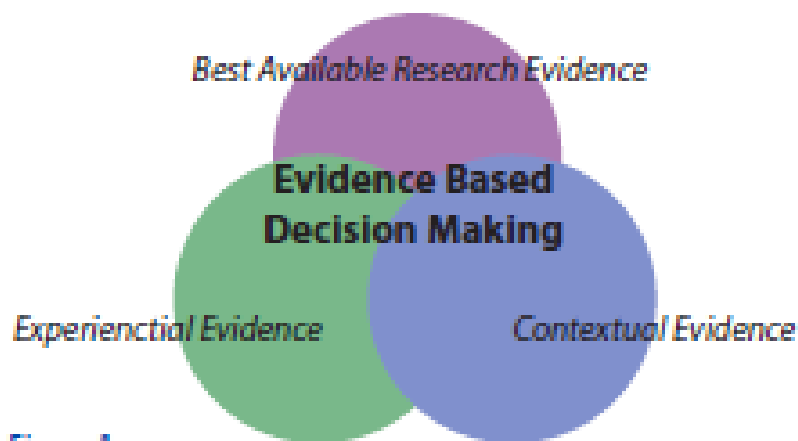 Best Available Research Evidence
Evidence Based
Decision Making
Experienctial Evidence
Contextual Evidence